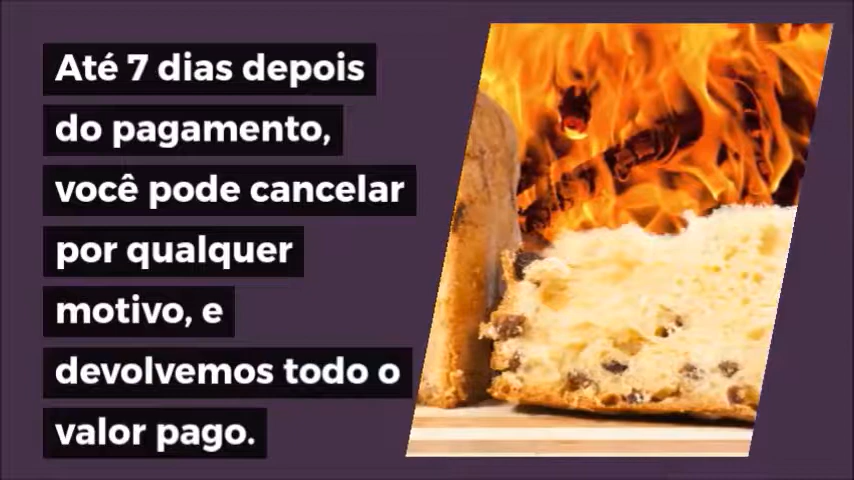 Até 7 dias depois
do pagamento,
você pode cancelar
por qualquer
motivo, e
devolvemos todo o
valor pago.